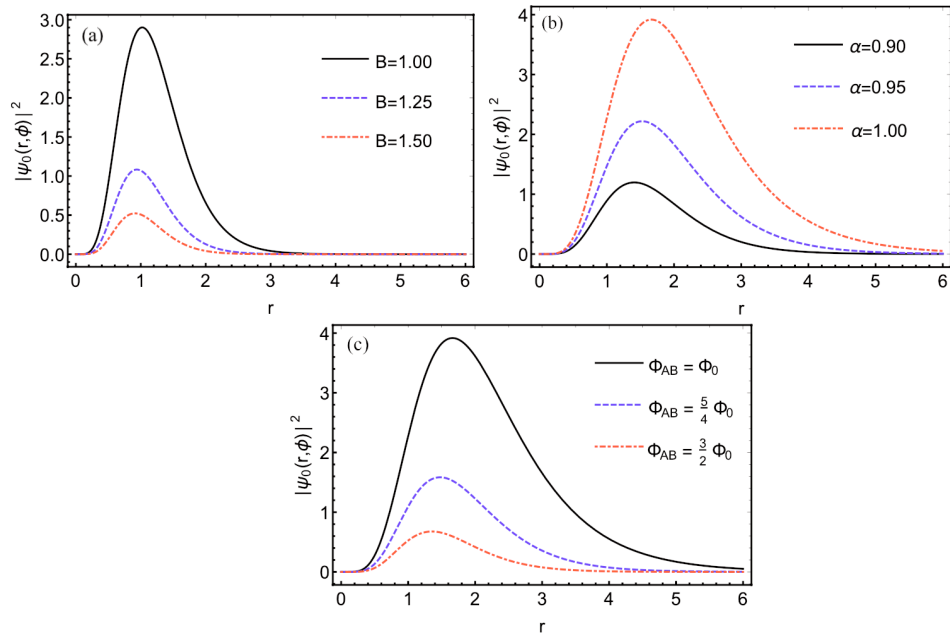 (a)
|ψ₀(r,ϕ)|²
3.0
2.5
2.0
1.5
1.0
0.5
0.0
B=1.00
B=1.25
B=1.50
0 1 2 3 4 5 6
r
(b)
|ψ₀(r,ϕ)|²
4
3
2
1
0
α=0.90
α=0.95
α=1.00
0 1 2 3 4 5 6
r
(c)
|ψ₀(r,ϕ)|²
4
3
2
1
0
Φ_AB = Φ₀
Φ_AB = 5/4 Φ₀
Φ_AB = 3/2 Φ₀
0 1 2 3 4 5 6
r